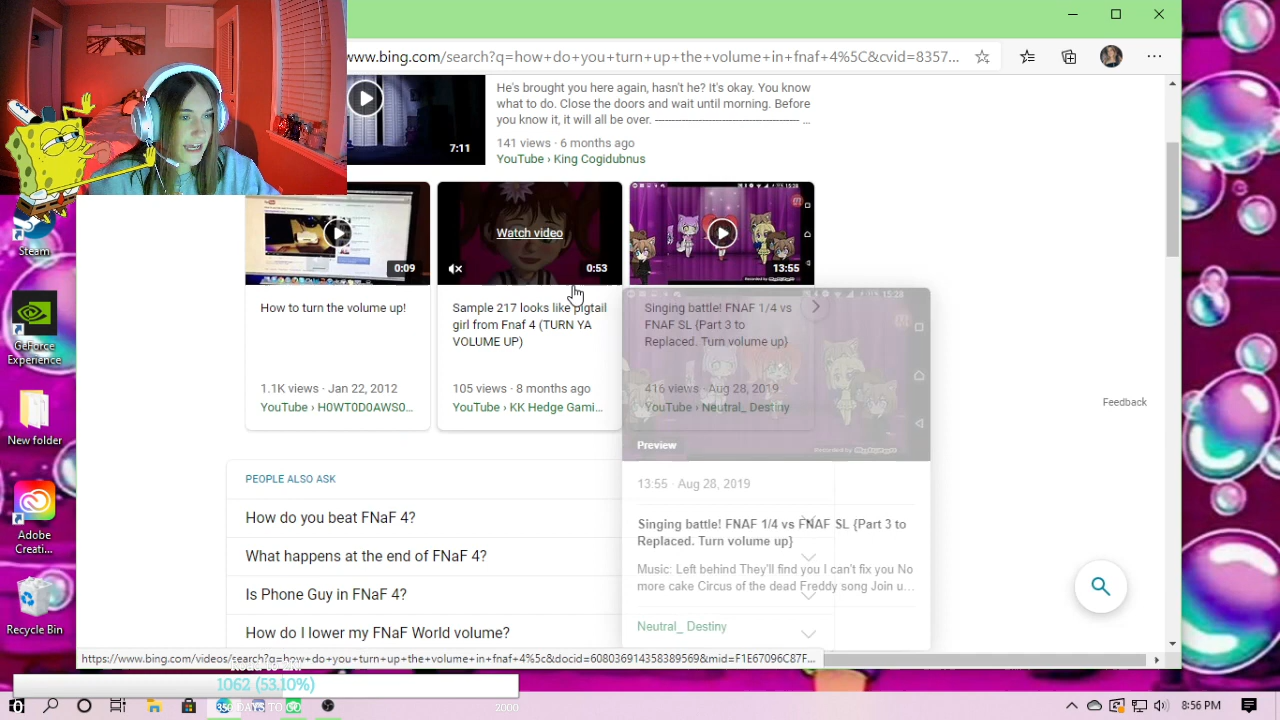 www.bing.com/search?q=how+do+you+turn+up+the+volume+in+fnaf+4%5C&cvid=8357...
He's brought you here again, hasn't he? It's okay. You know
what to do. Close the doors and wait until morning. Before
you know it, it will all be over. ---------------------------------------- ...
7:11
141 views · 6 months ago
YouTube › King Cogidubnus
Steam
0:09
Watch video
0:53
15:28
13:55
How to turn the volume up!
1.1K views · Jan 22, 2012
YouTube › H0WT0D0AWS0...
Sample 217 looks like pigtail
girl from Fnaf 4 (TURN YA
VOLUME UP)
105 views · 8 months ago
YouTube › KK Hedge Gami...
Singing battle! FNAF 1/4 vs
FNAF SL {Part 3 to
Replaced. Turn volume up}
416 views · Aug 28, 2019
YouTube › Neutral_ Destiny
15:28
Preview
13:55 · Aug 28, 2019
Singing battle! FNAF 1/4 vs FNAF SL {Part 3 to
Replaced. Turn volume up}
Music: Left behind They'll find you I can't fix you No
more cake Circus of the dead Freddy song Join u...
Neutral_ Destiny
Feedback
GeForce
Experience
New folder
Adobe
Creati...
Recycle Bin
PEOPLE ALSO ASK
How do you beat FNaF 4?
What happens at the end of FNaF 4?
Is Phone Guy in FNaF 4?
How do I lower my FNaF World volume?
https://www.bing.com/videos/search?q=how+do+you+turn+up+the+volume+in+fnaf+4%5c&docid=608036914358389569&mid=F1E67096C87F...
1062 (53.10%)
350 DAYS TO GO
2000
8:56 PM